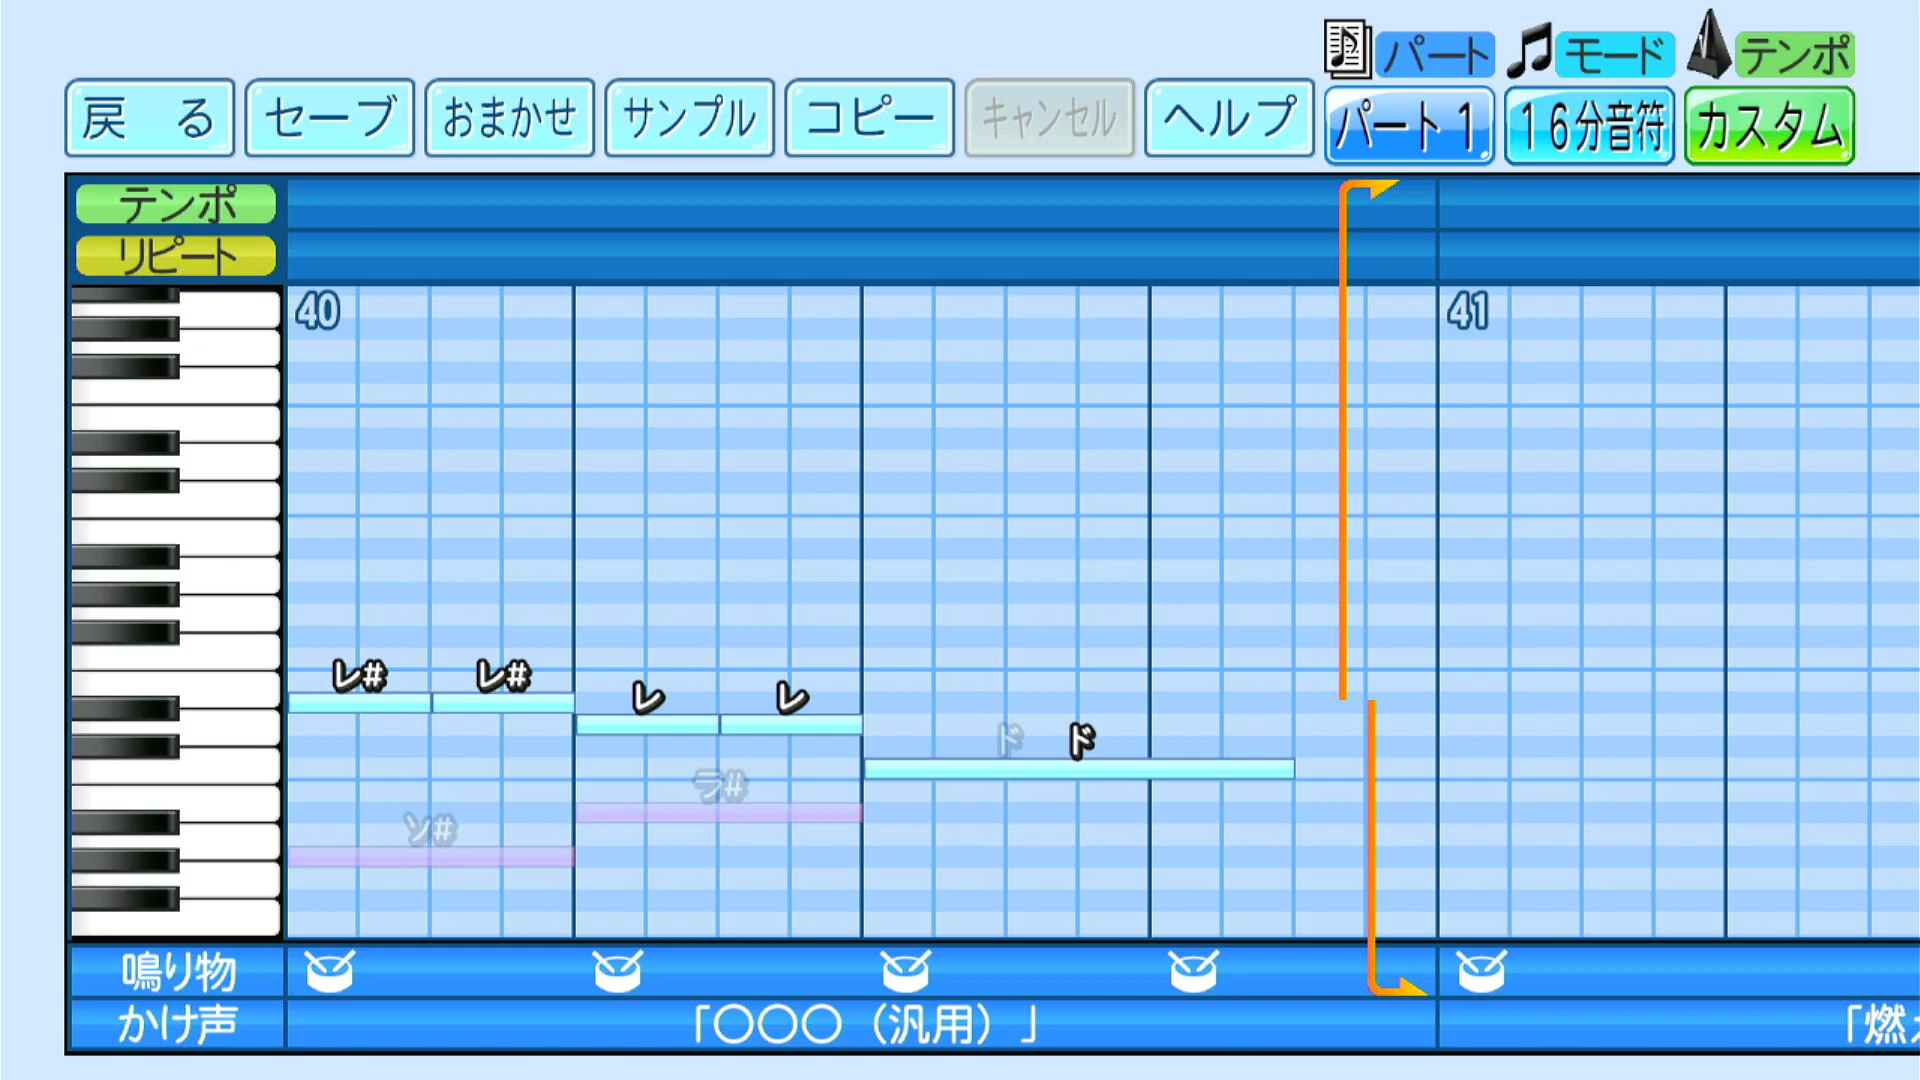 パート モード テンポ
戻 る セーブ おまかせ サンプル コピー キャンセル ヘルプ パート1 16分音符 カスタム
テンポ
リピート
40 41
レ# レ#
レ レ
ド ド
ラ#
ソ#
鳴り物
かけ声 「〇〇〇（汎用）」 「燃